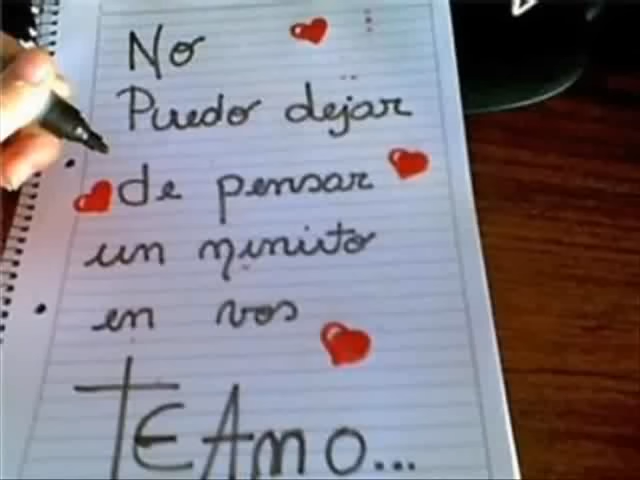 No
Puedo dejar
de pensar
un minuto
en vos
TE Amo...